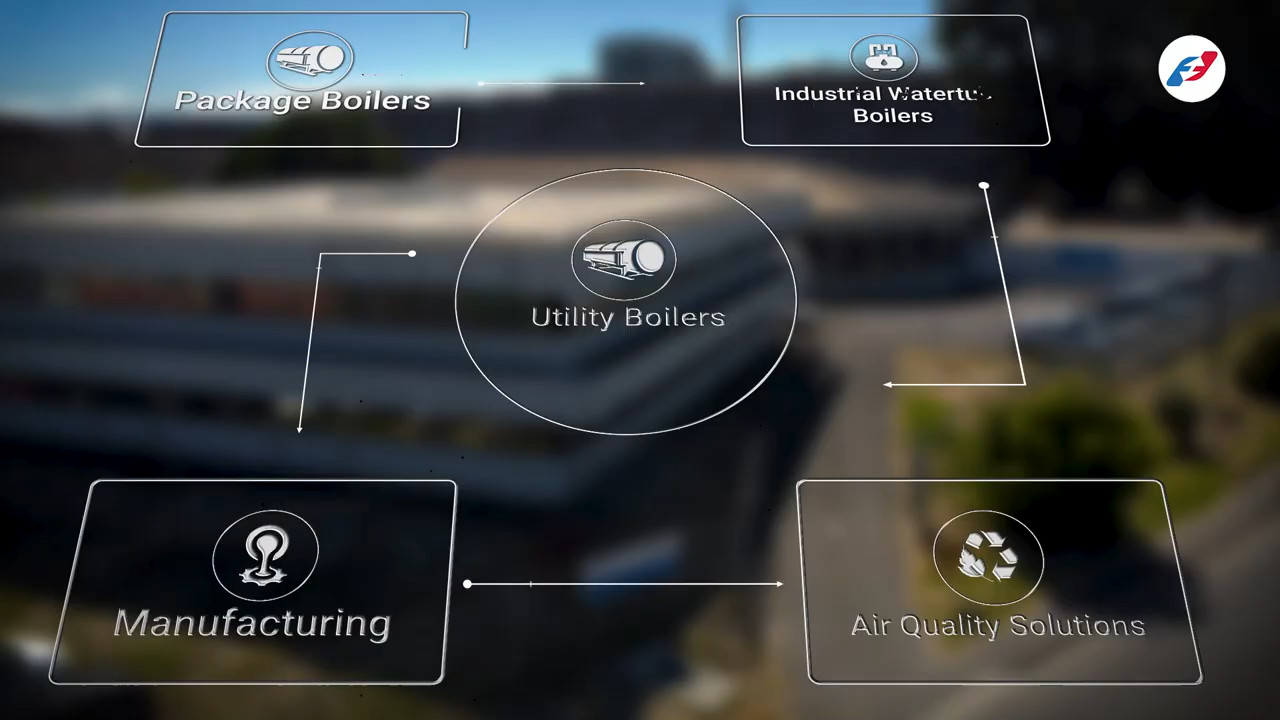 Package Boilers
Industrial
Boilers
Utility Boilers
Manufacturing
Air Quality Solutions